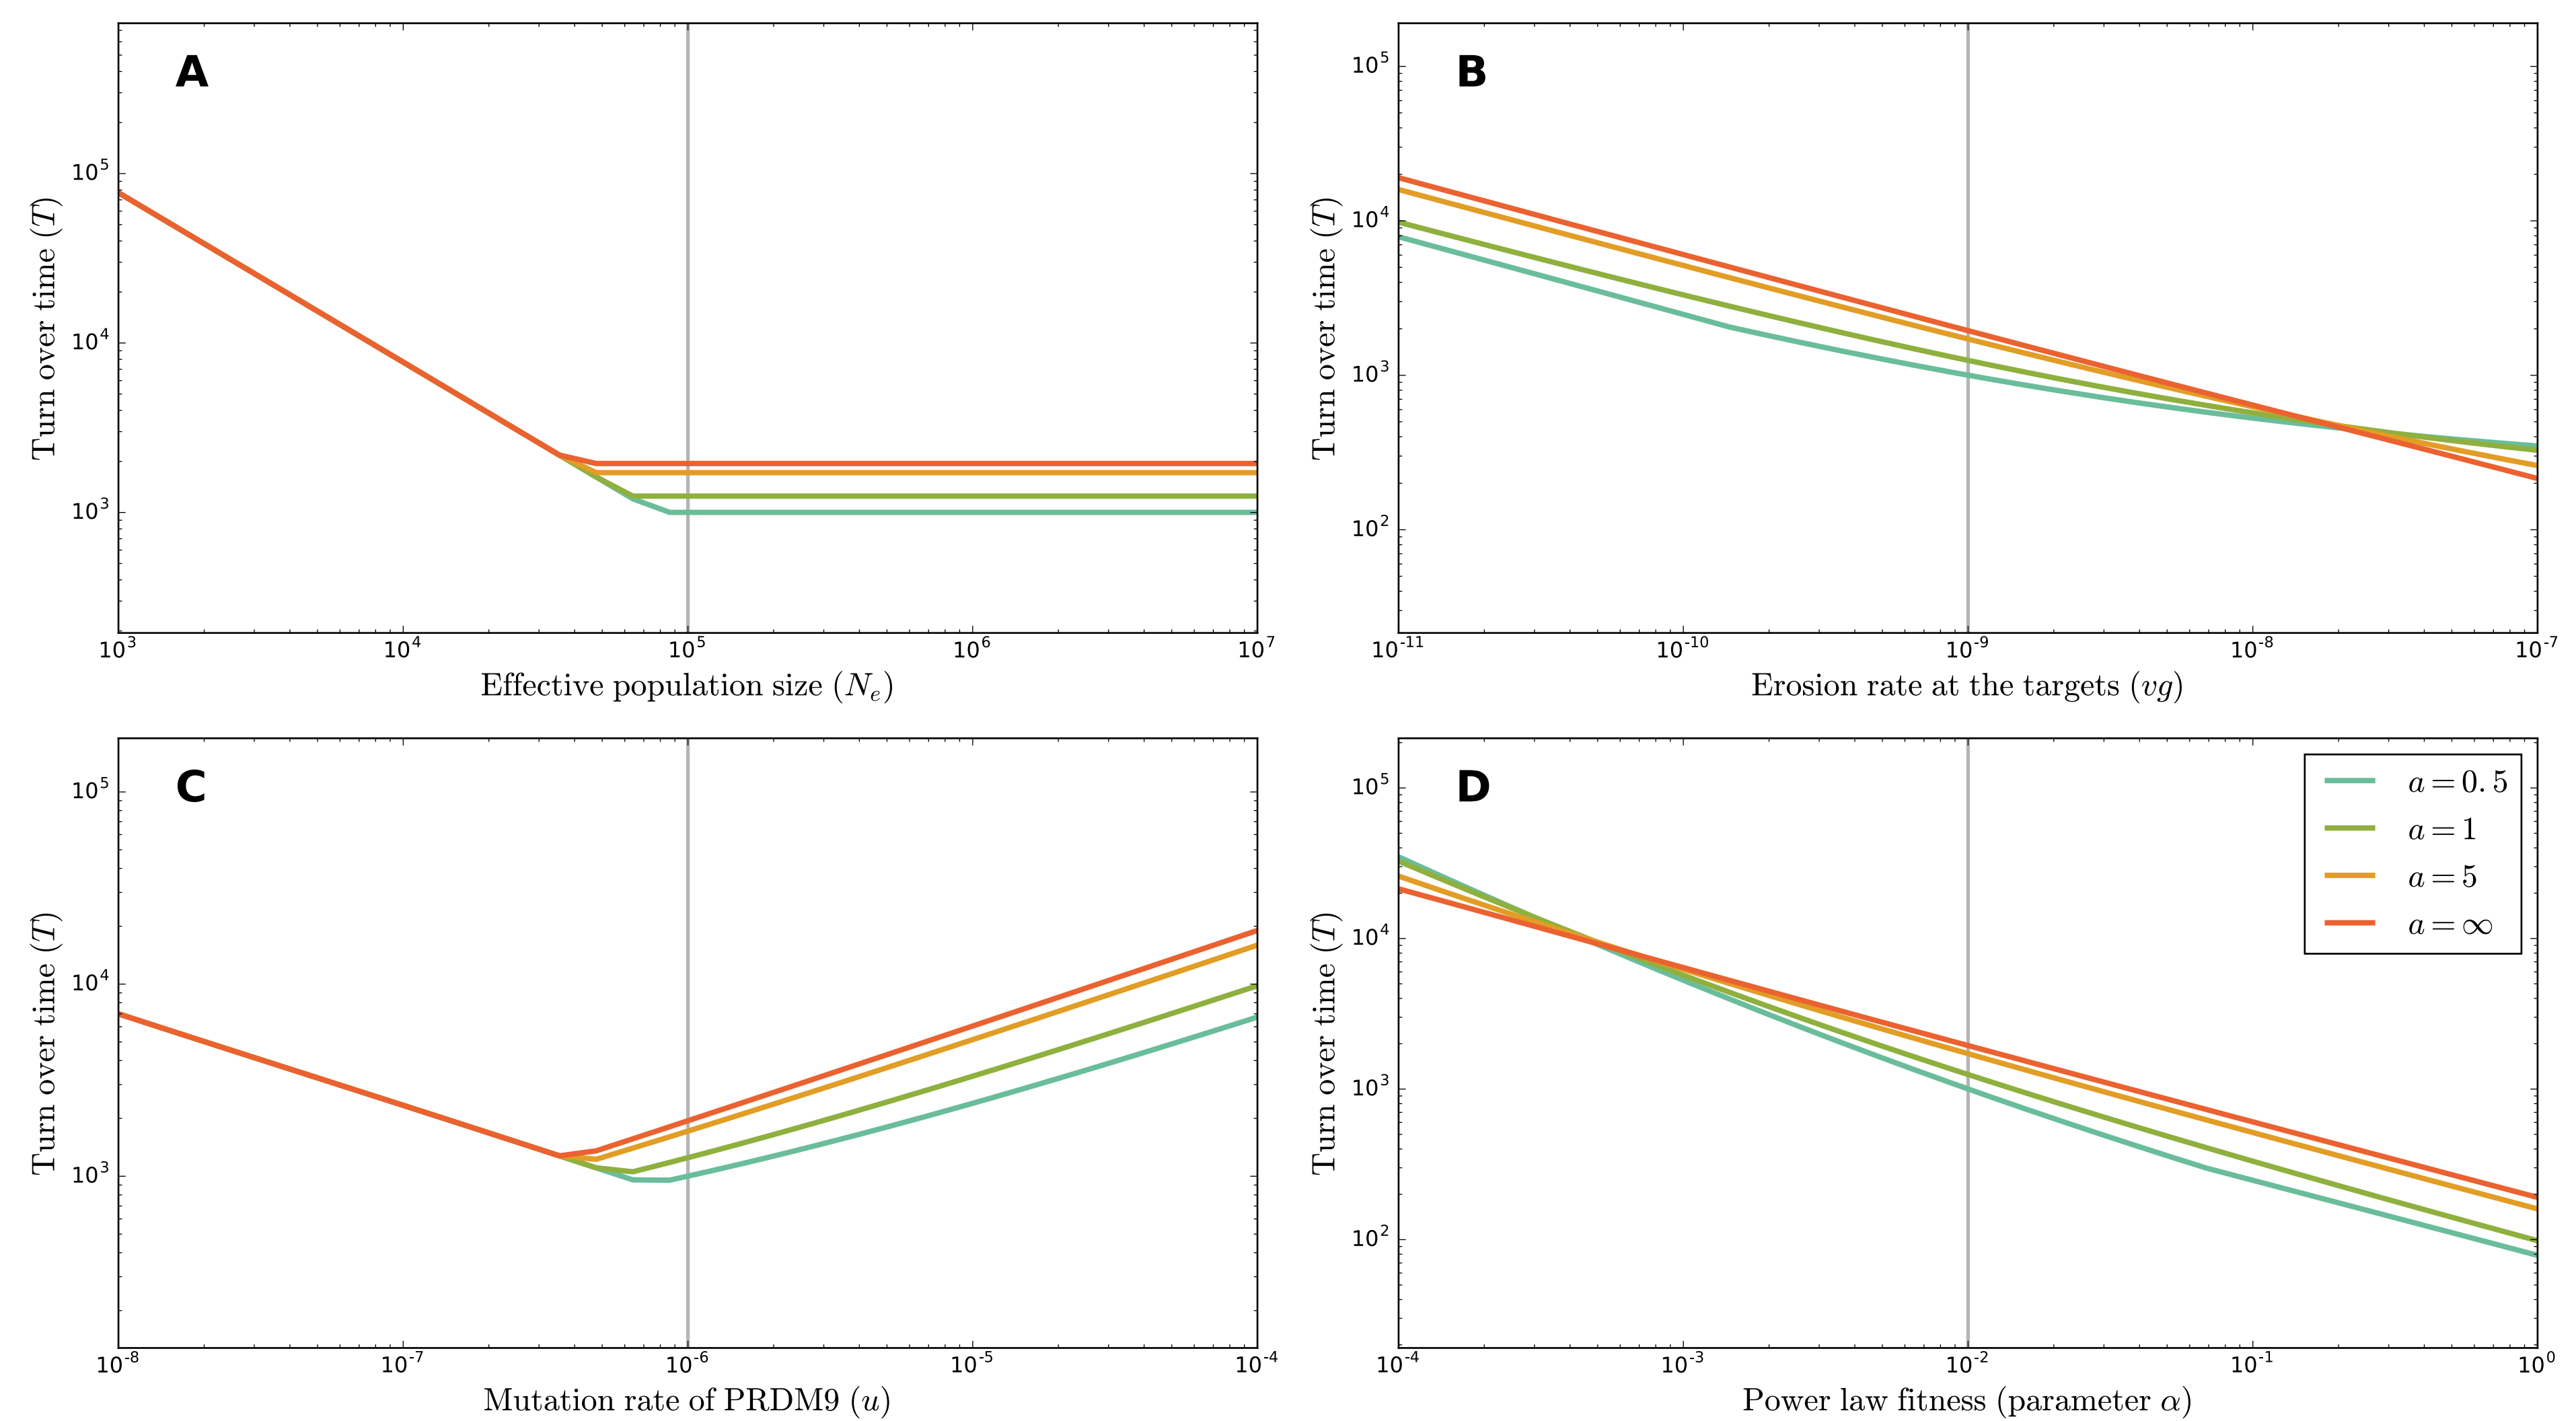 A
Turn over time (T)
10^5
10^4
10^3
10^3 10^4 10^5 10^6 10^7
Effective population size (N_e)
B
Turn over time (T)
10^5
10^4
10^3
10^2
10^-11 10^-10 10^-9 10^-8 10^-7
Erosion rate at the targets (vg)
C
Turn over time (T)
10^5
10^4
10^3
10^-8 10^-7 10^-6 10^-5 10^-4
Mutation rate of PRDM9 (u)
D
Turn over time (T)
10^5
10^4
10^3
10^2
10^-4 10^-3 10^-2 10^-1 10^0
Power law fitness (parameter α)
a = 0.5
a = 1
a = 5
a = ∞